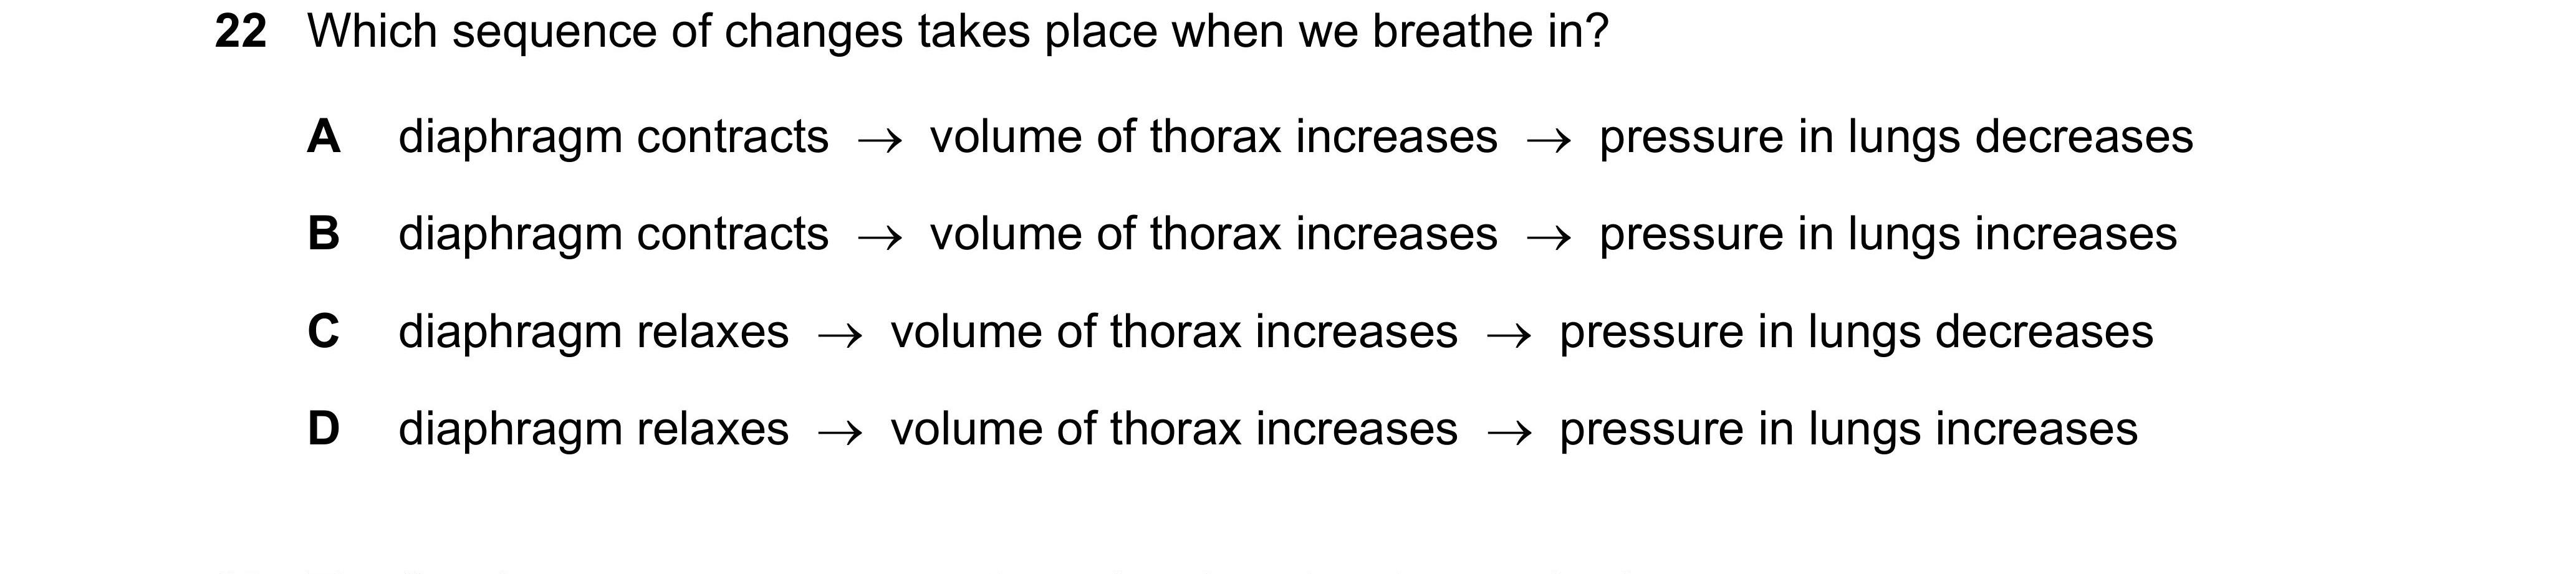 22 Which sequence of changes takes place when we breathe in?
A diaphragm contracts → volume of thorax increases → pressure in lungs decreases
B diaphragm contracts → volume of thorax increases → pressure in lungs increases
C diaphragm relaxes → volume of thorax increases → pressure in lungs decreases
D diaphragm relaxes → volume of thorax increases → pressure in lungs increases